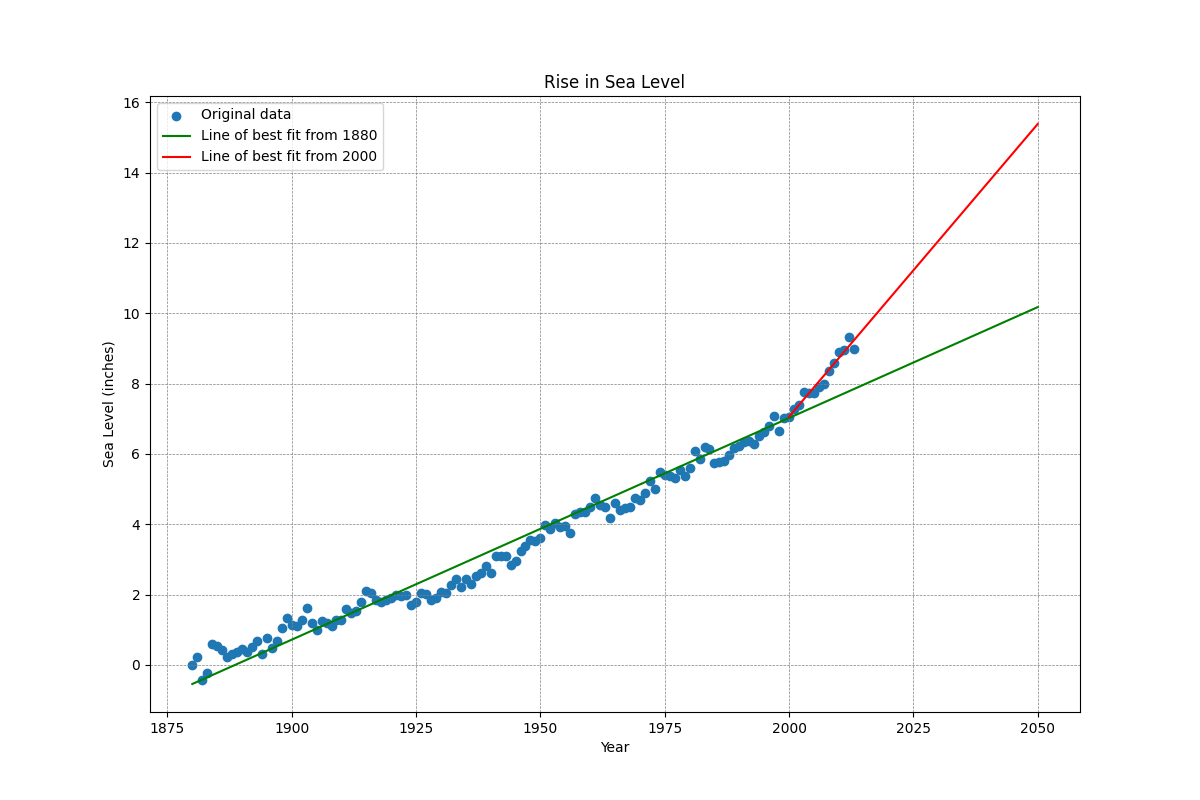 Rise in Sea Level
Original data
Line of best fit from 1880
Line of best fit from 2000
Sea Level (inches)
16
14
12
10
8
6
4
2
0
1875 1900 1925 1950 1975 2000 2025 2050
Year